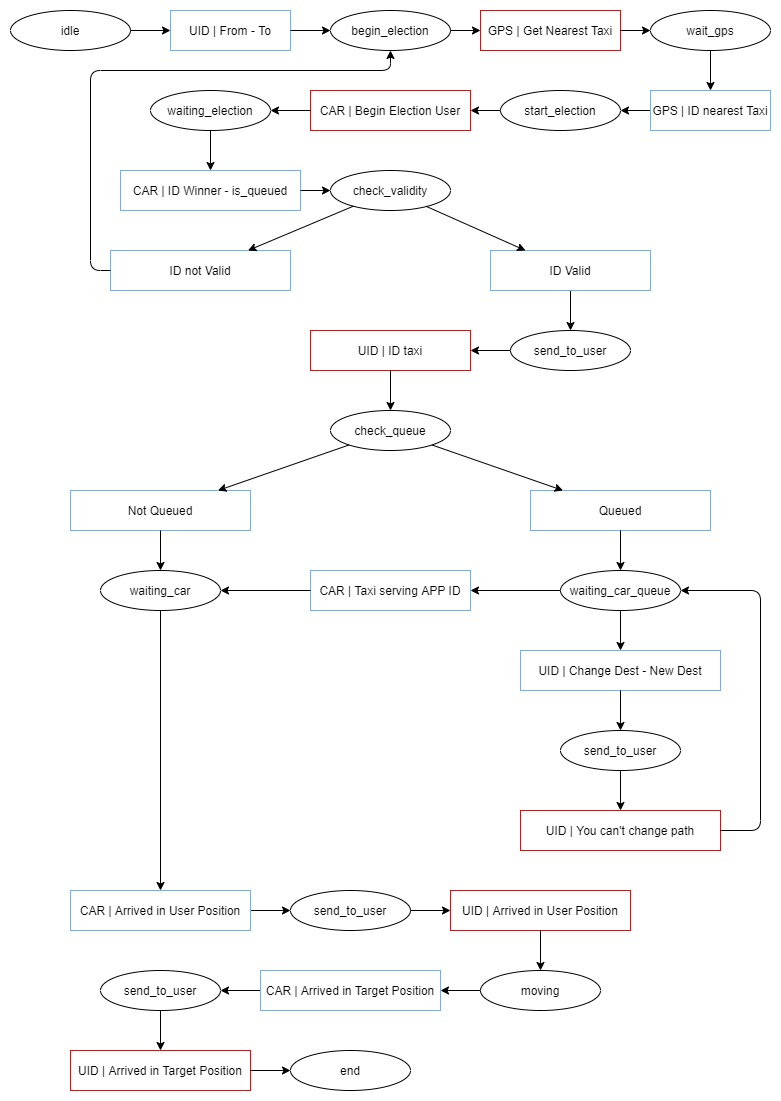 idle
UID | From - To
begin_election
GPS | Get Nearest Taxi
wait_gps
waiting_election
CAR | Begin Election User
start_election
GPS | ID nearest Taxi
CAR | ID Winner - is_queued
check_validity
ID not Valid
ID Valid
UID | ID taxi
send_to_user
check_queue
Not Queued
Queued
waiting_car
CAR | Taxi serving APP ID
waiting_car_queue
UID | Change Dest - New Dest
send_to_user
UID | You can't change path
CAR | Arrived in User Position
send_to_user
UID | Arrived in User Position
send_to_user
CAR | Arrived in Target Position
moving
UID | Arrived in Target Position
end